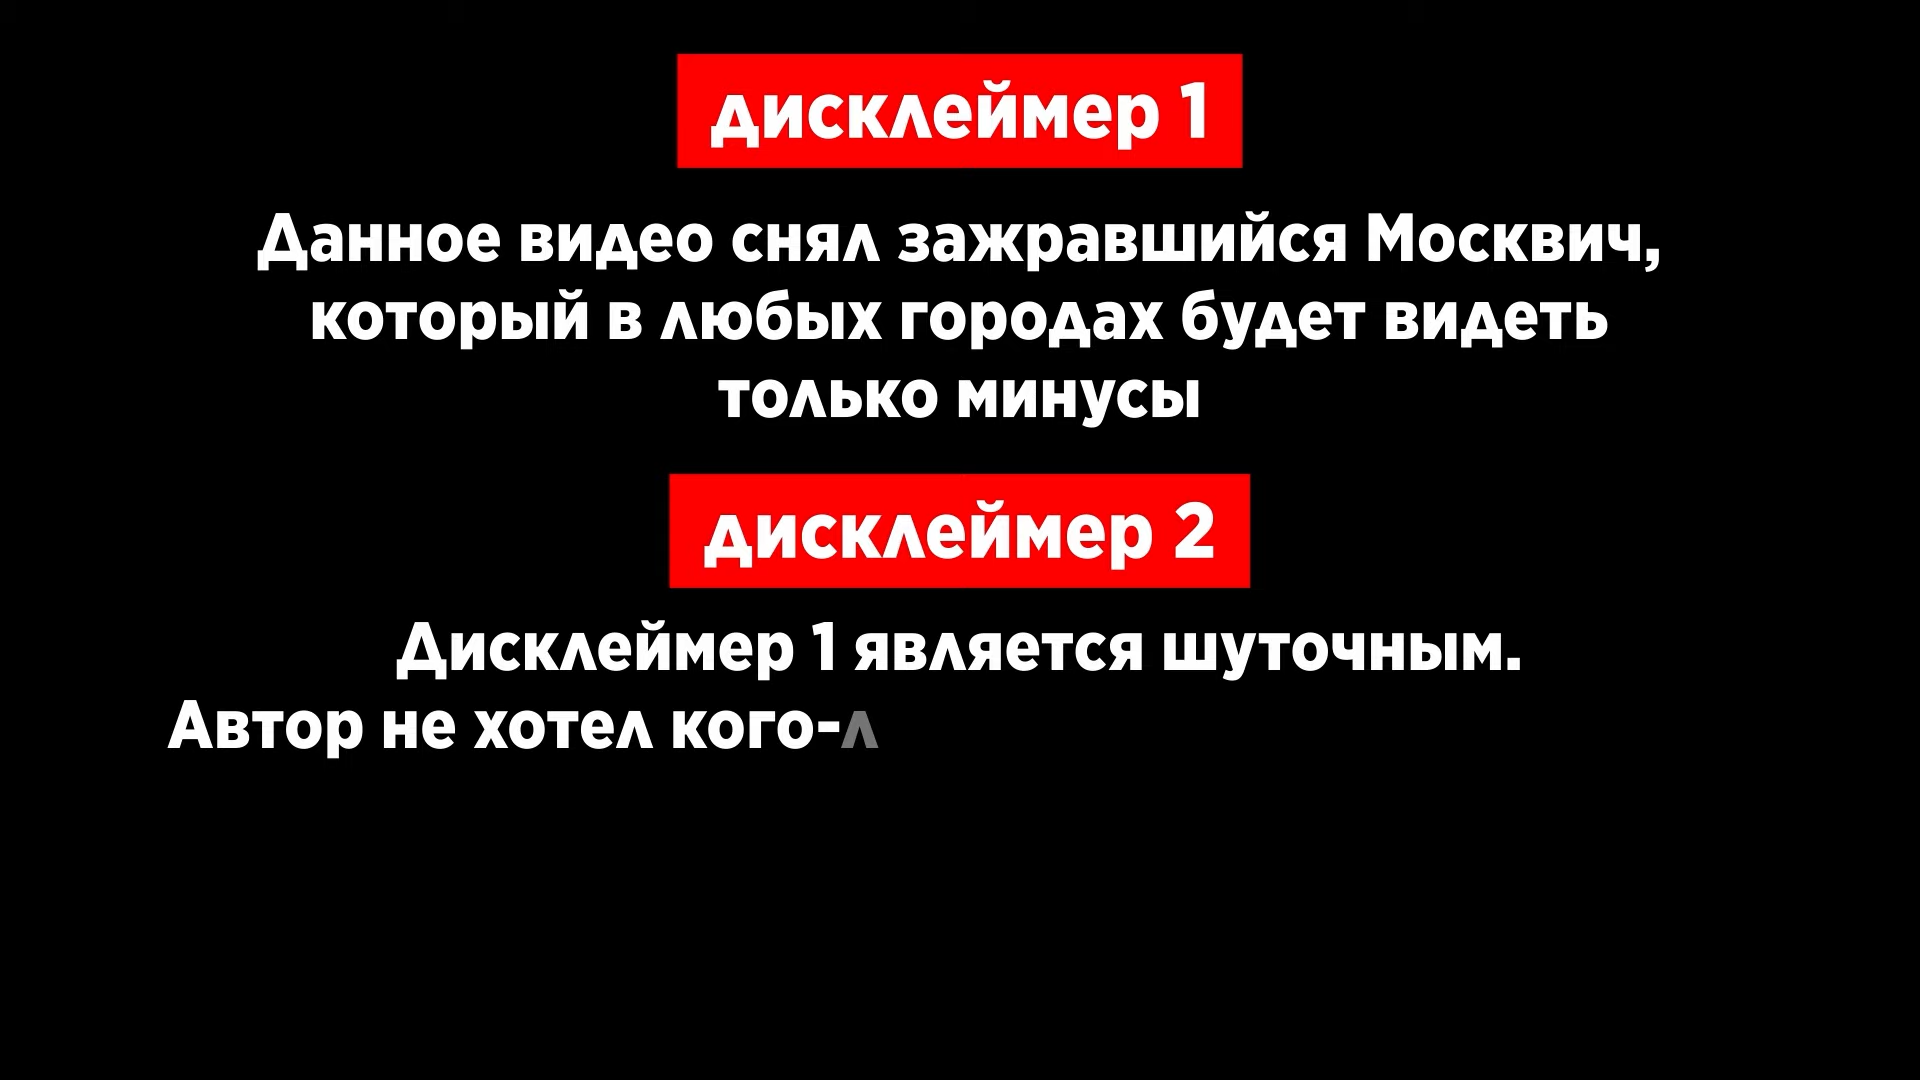 дисклеймер 1
Данное видео снял зажравшийся Москвич,
который в любых городах будет видеть
только минусы
дисклеймер 2
Дисклеймер 1 является шуточным.
Автор не хотел кого-л